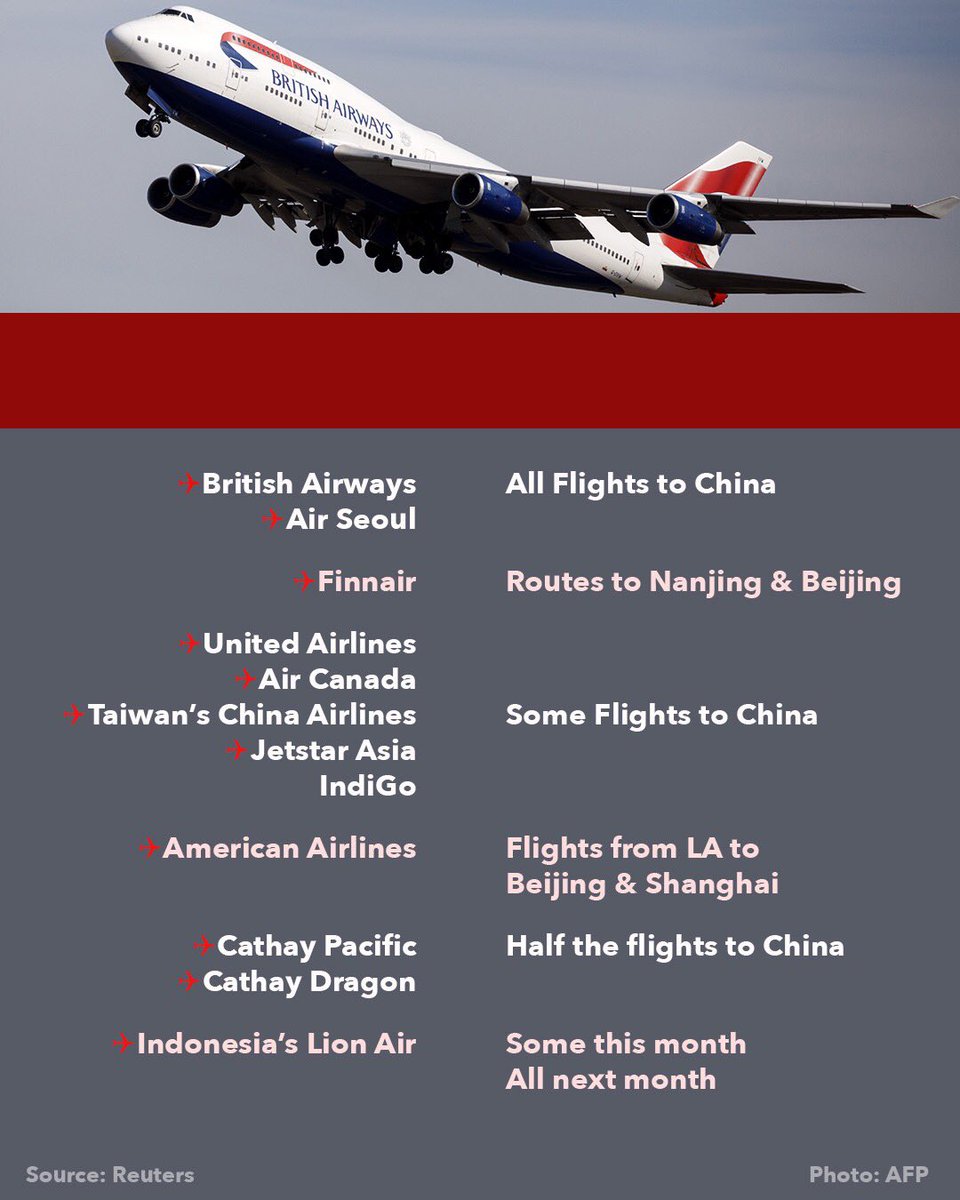 BRITISH AIRWAYS
✈British Airways
All Flights to China
✈Air Seoul
✈Finnair
Routes to Nanjing & Beijing
✈United Airlines
✈Air Canada
✈Taiwan’s China Airlines
Some Flights to China
✈Jetstar Asia
IndiGo
✈American Airlines
Flights from LA to
Beijing & Shanghai
✈Cathay Pacific
Half the flights to China
✈Cathay Dragon
✈Indonesia’s Lion Air
Some this month
All next month
Source: Reuters
Photo: AFP